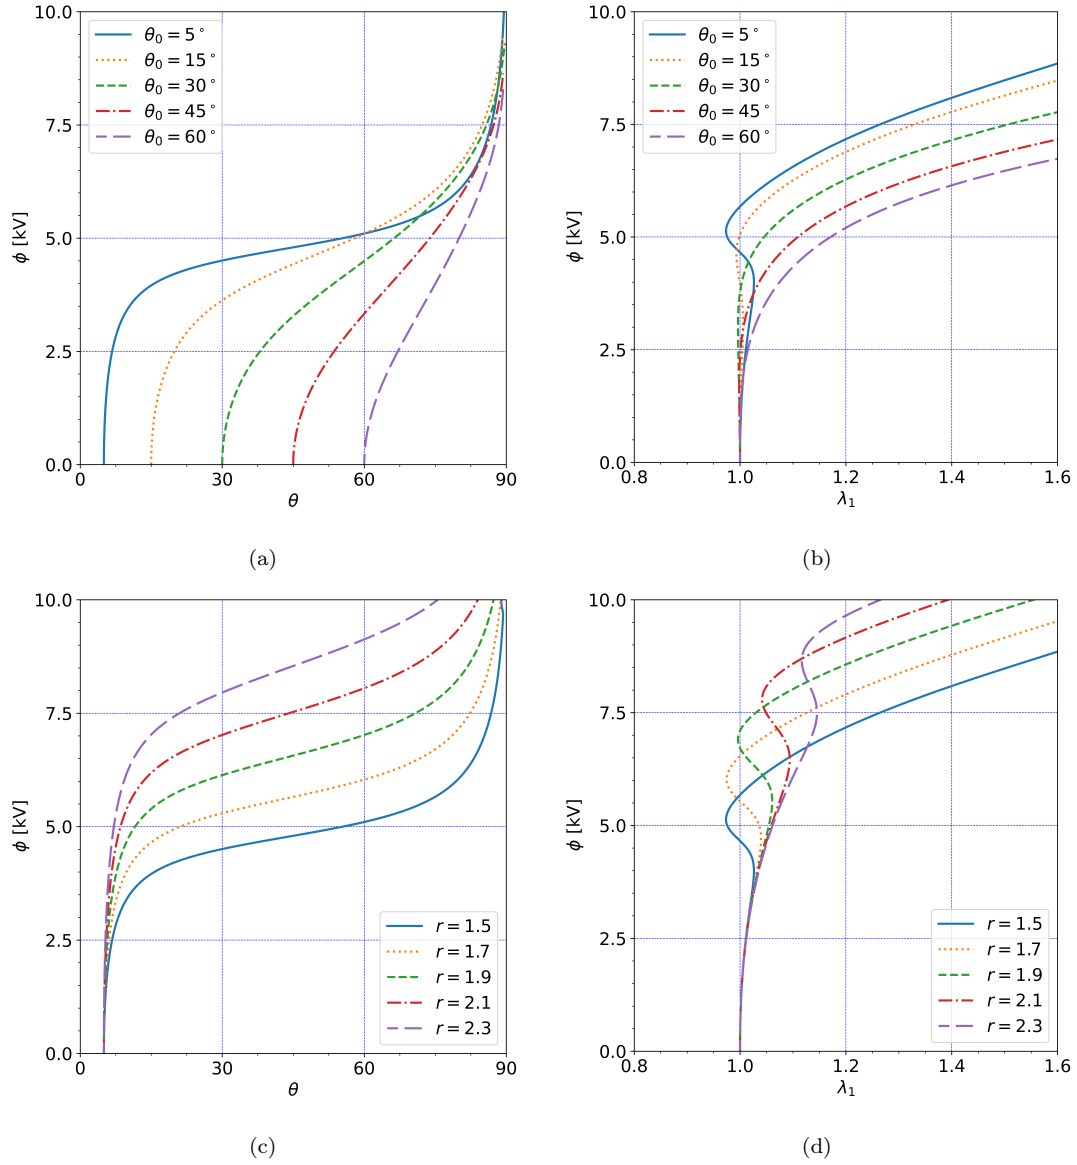 10.0
7.5
5.0
2.5
0.0
ϕ [kV]
θ₀ = 5°
θ₀ = 15°
θ₀ = 30°
θ₀ = 45°
θ₀ = 60°
0 30 60 90
θ
(a)
10.0
7.5
5.0
2.5
0.0
ϕ [kV]
θ₀ = 5°
θ₀ = 15°
θ₀ = 30°
θ₀ = 45°
θ₀ = 60°
0.8 1.0 1.2 1.4 1.6
λ₁
(b)
10.0
7.5
5.0
2.5
0.0
ϕ [kV]
r = 1.5
r = 1.7
r = 1.9
r = 2.1
r = 2.3
0 30 60 90
θ
(c)
10.0
7.5
5.0
2.5
0.0
ϕ [kV]
r = 1.5
r = 1.7
r = 1.9
r = 2.1
r = 2.3
0.8 1.0 1.2 1.4 1.6
λ₁
(d)